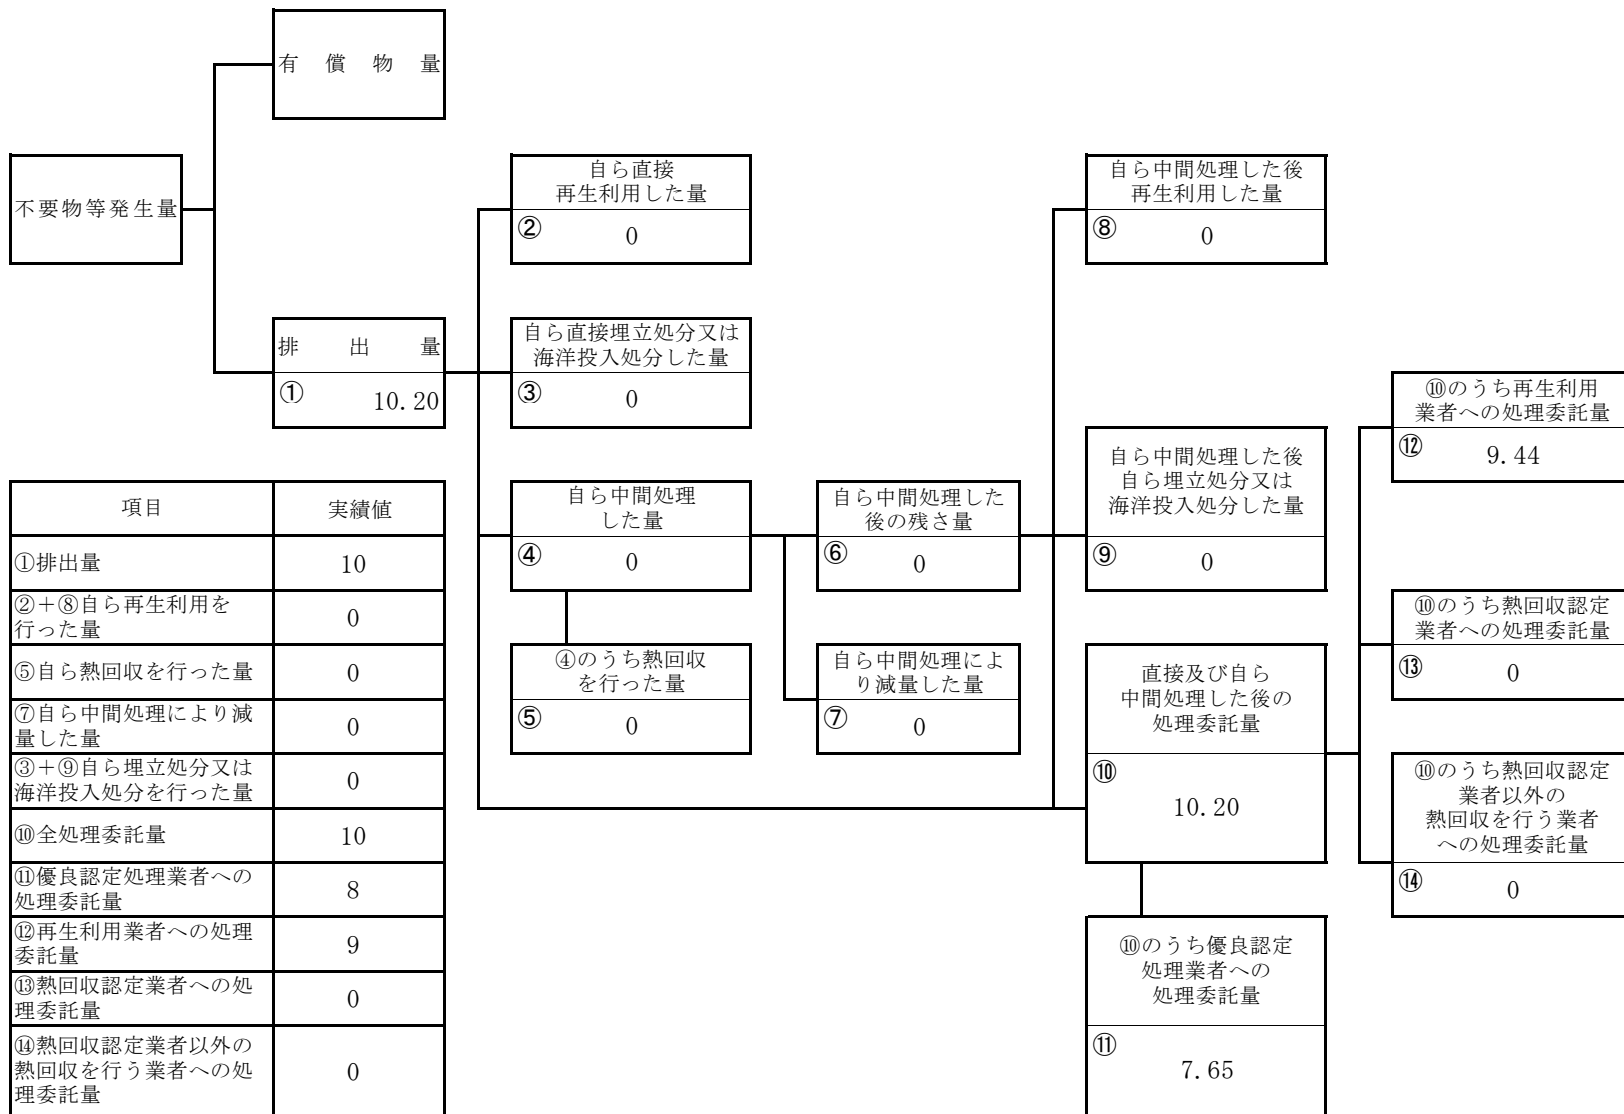 有償物量
不要物等発生量
自ら直接
再生利用した量
② 0
自ら中間処理した後
再生利用した量
⑧ 0
排出量
① 10.20
自ら直接埋立処分又は
海洋投入処分した量
③ 0
⑩のうち再生利用
業者への処理委託量
⑫ 9.44
自ら中間処理
した量
④ 0
自ら中間処理した
後の残さ量
⑥ 0
自ら中間処理した後
自ら埋立処分又は
海洋投入処分した量
⑨ 0
⑩のうち熱回収認定
業者への処理委託量
⑬ 0
④のうち熱回収
を行った量
⑤ 0
自ら中間処理によ
り減量した量
⑦ 0
直接及び自ら
中間処理した後の
処理委託量
⑩
10.20
⑩のうち熱回収認定
業者以外の
熱回収を行う業者
への処理委託量
⑭ 0
⑩のうち優良認定
処理業者への
処理委託量
⑪
7.65
項目 実績値
①排出量 10
②+⑧自ら再生利用を
行った量 0
⑤自ら熱回収を行った量 0
⑦自ら中間処理により減
量した量 0
③+⑨自ら埋立処分又は
海洋投入処分を行った量 0
⑩全処理委託量 10
⑪優良認定処理業者への
処理委託量 8
⑫再生利用業者への処理
委託量 9
⑬熱回収認定業者への処
理委託量 0
⑭熱回収認定業者以外の
熱回収を行う業者への処
理委託量 0